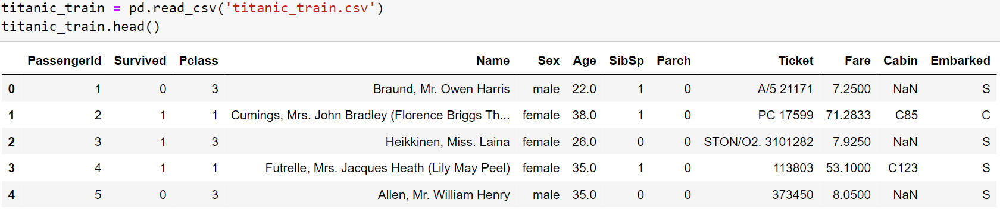 titanic_train = pd.read_csv('titanic_train.csv')
titanic_train.head()
PassengerId Survived Pclass Name Sex Age SibSp Parch Ticket Fare Cabin Embarked
0 1 0 3 Braund, Mr. Owen Harris male 22.0 1 0 A/5 21171 7.2500 NaN S
1 2 1 1 Cumings, Mrs. John Bradley (Florence Briggs Th... female 38.0 1 0 PC 17599 71.2833 C85 C
2 3 1 3 Heikkinen, Miss. Laina female 26.0 0 0 STON/O2. 3101282 7.9250 NaN S
3 4 1 1 Futrelle, Mrs. Jacques Heath (Lily May Peel) female 35.0 1 0 113803 53.1000 C123 S
4 5 0 3 Allen, Mr. William Henry male 35.0 0 0 373450 8.0500 NaN S